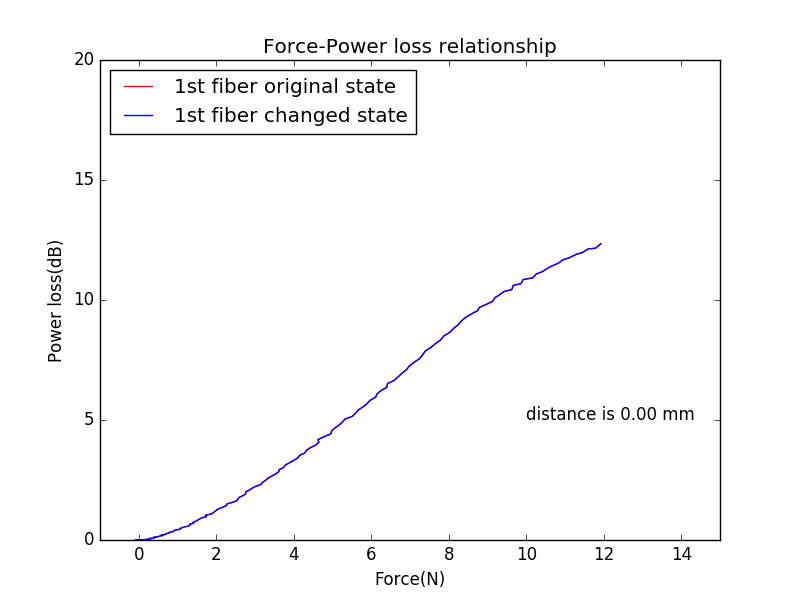 Force-Power loss relationship
1st fiber original state
1st fiber changed state
20
15
10
5
0
Power loss(dB)
distance is 0.00 mm
0 2 4 6 8 10 12 14
Force(N)